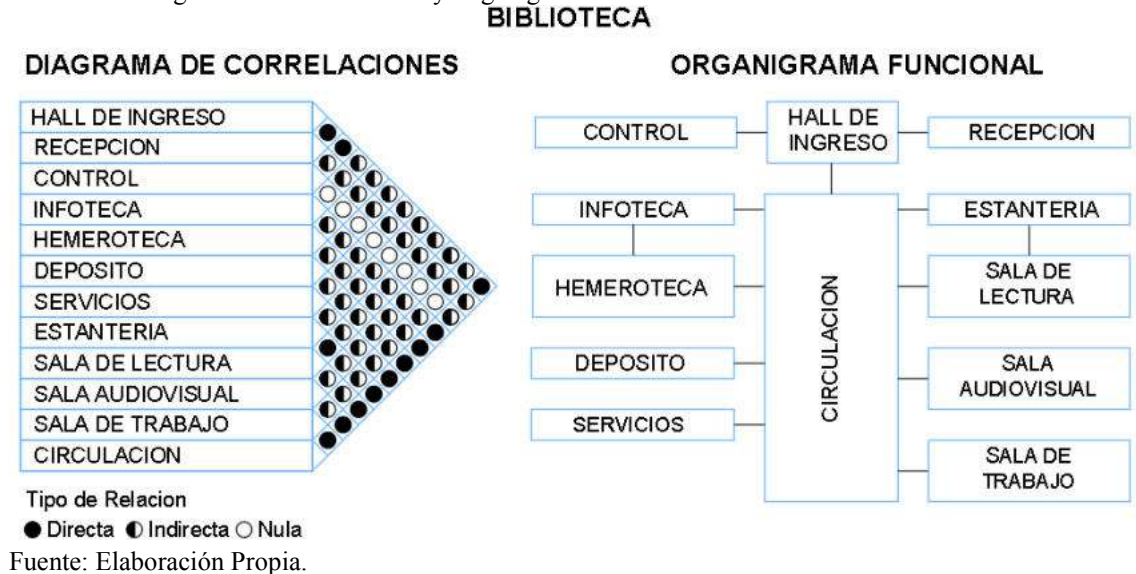 BIBLIOTECA
DIAGRAMA DE CORRELACIONES
HALL DE INGRESO
RECEPCION
CONTROL
INFOTECA
HEMEROTECA
DEPOSITO
SERVICIOS
ESTANTERIA
SALA DE LECTURA
SALA AUDIOVISUAL
SALA DE TRABAJO
CIRCULACION
Tipo de Relacion
Directa Indirecta Nula
ORGANIGRAMA FUNCIONAL
CONTROL
HALL DE
INGRESO
RECEPCION
INFOTECA
HEMEROTECA
DEPOSITO
SERVICIOS
CIRCULACION
ESTANTERIA
SALA DE
LECTURA
SALA
AUDIOVISUAL
SALA DE
TRABAJO
Fuente: Elaboración Propia.